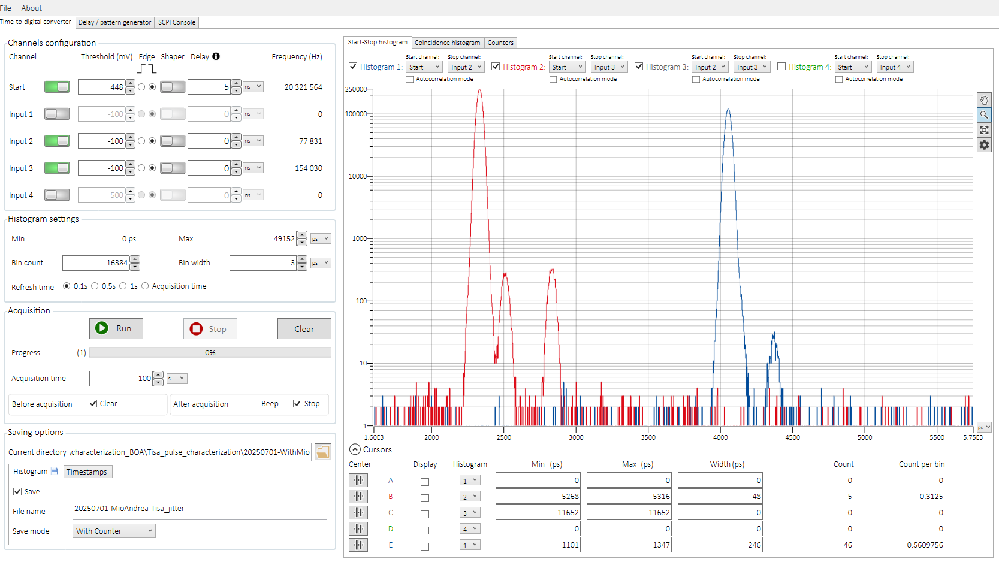 File About
Time-to-digital converter Delay / pattern generator SCPI Console
Channels configuration
Channel Threshold (mV) Edge Shaper Delay Frequency (Hz)
Start 448 5 ns 20 321 564
Input 1 -100 0 ns 0
Input 2 -100 0 ns 77 831
Input 3 -100 0 ns 154 030
Input 4 500 0 ns 0
Histogram settings
Min 0 ps Max 49152 ps
Bin count 16384 Bin width 3 ps
Refresh time 0.1s 0.5s 1s Acquisition time
Acquisition
Run Stop Clear
Progress (1) 0%
Acquisition time 100 s
Before acquisition Clear After acquisition Beep Stop
Saving options
Current directory \characterization_BOA\Tisa_pulse_characterization\20250701-WithMio
Histogram Timestamps
Save
File name 20250701-MioAndrea-Tisa_jitter
Save mode With Counter
Start-Stop histogram Coincidence histogram Counters
Start channel: Stop channel: Start channel: Stop channel: Start channel: Stop channel: Start channel: Stop channel:
Histogram 1: Start Input 2 Histogram 2: Start Input 3 Histogram 3: Input 2 Input 3 Histogram 4: Start Input 4
Autocorrelation mode Autocorrelation mode Autocorrelation mode Autocorrelation mode
250000
100000
10000
1000
100
10
1
ps
1.60E3 2000 2500 3000 3500 4000 4500 5000 5500 5.75E3
Cursors
Center Display Histogram Min (ps) Max (ps) Width (ps) Count Count per bin
A 1 0 0 0 0 0
B 2 5268 5316 48 5 0.3125
C 3 11652 11652 0 0 0
D 4 0 0 0 0 0
E 1 1101 1347 246 46 0.5609756